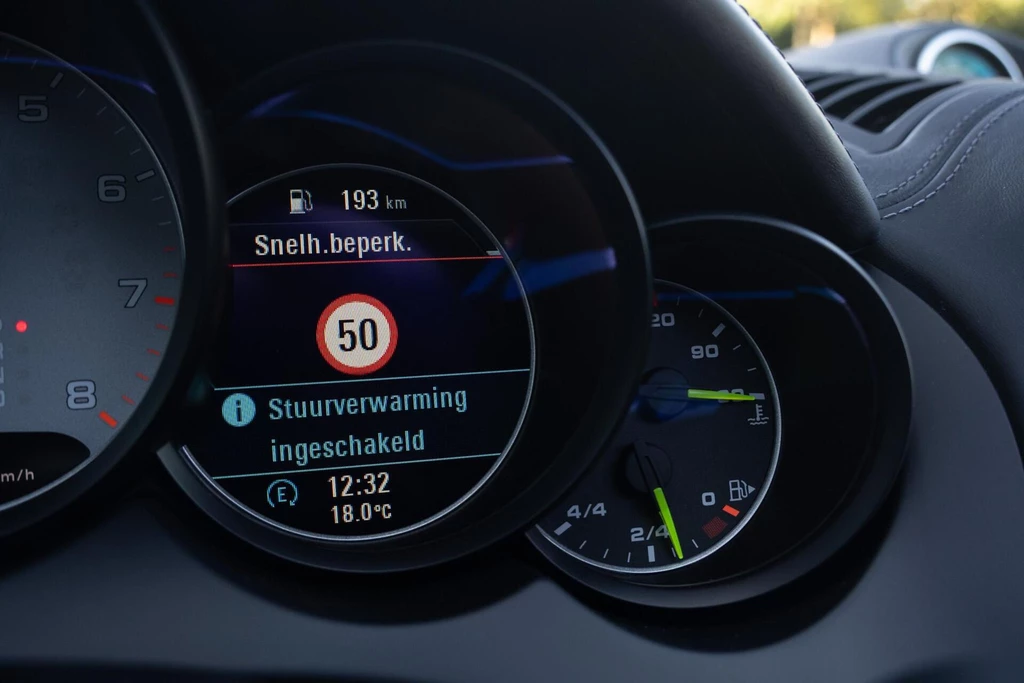 5
6
7
8
m/h
193 km
Snelh.beperk.
50
i
Stuurverwarming
ingeschakeld
E
12:32
18.0°C
20
90
4/4
2/4
0